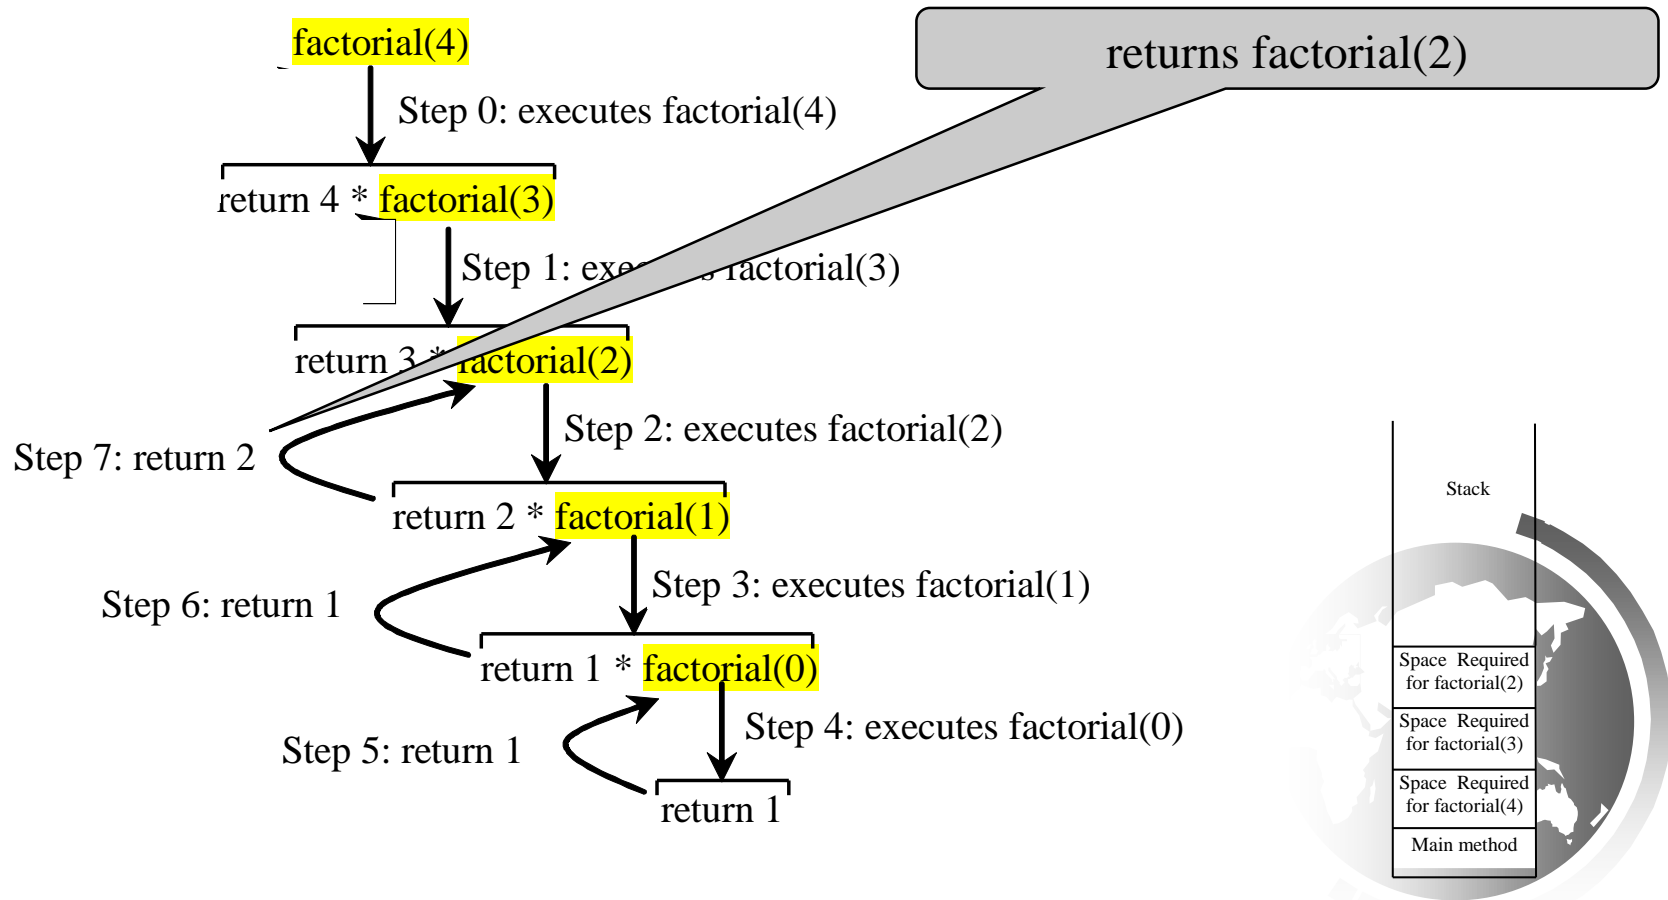 factorial(4)
returns factorial(2)
Step 0: executes factorial(4)
return 4 * factorial(3)
Step 1: executes factorial(3)
return 3 * factorial(2)
Step 2: executes factorial(2)
Step 7: return 2
return 2 * factorial(1)
Step 3: executes factorial(1)
Step 6: return 1
return 1 * factorial(0)
Step 4: executes factorial(0)
Step 5: return 1
return 1
Stack
Space Required
for factorial(2)
Space Required
for factorial(3)
Space Required
for factorial(4)
Main method